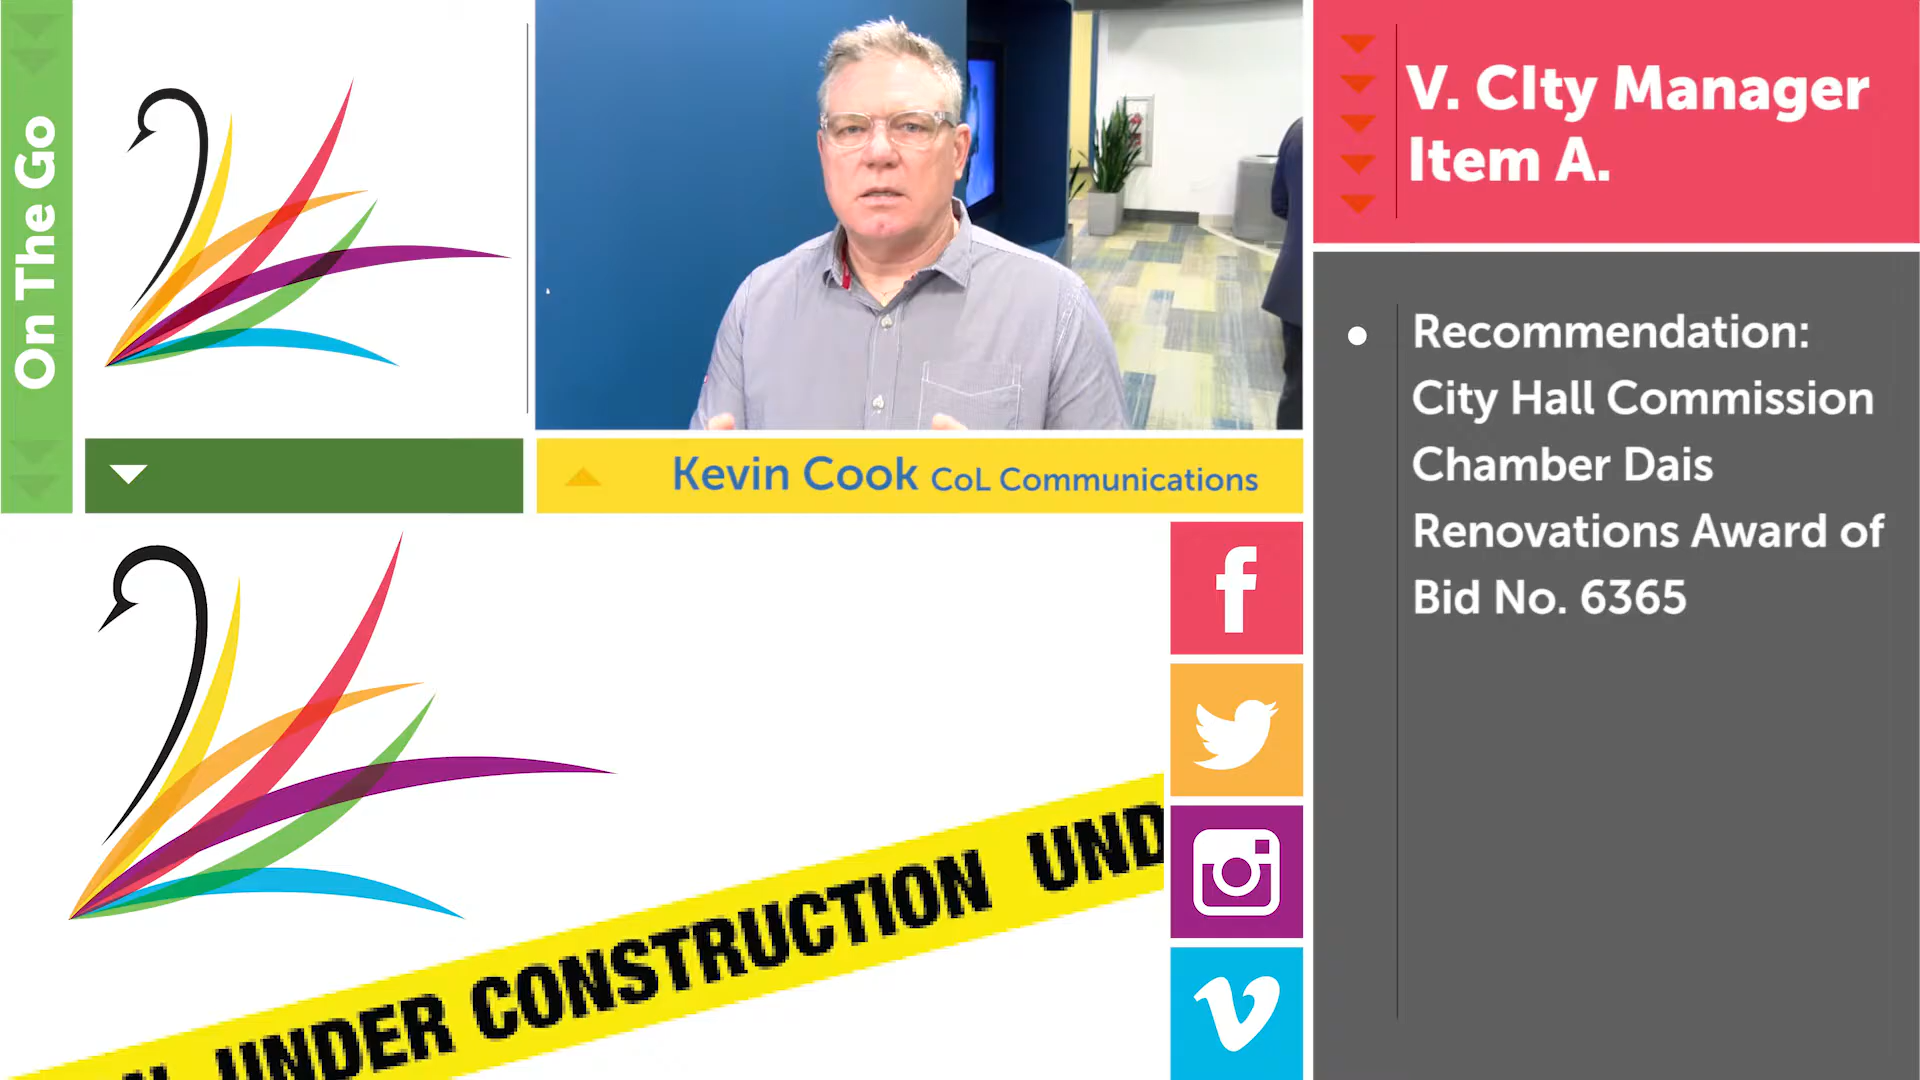 On The Go
Kevin Cook CoL Communications
V. CIty Manager
Item A.
Recommendation:
City Hall Commission
Chamber Dais
Renovations Award of
Bid No. 6365
UNDER CONSTRUCTION UND